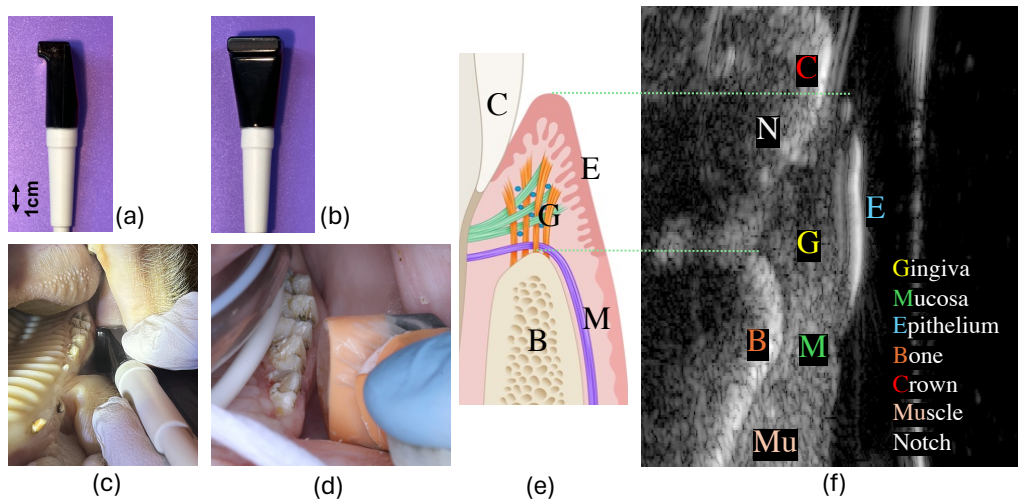 1cm
(a)
(b)
(c)
(d)
C
E
G
B
M
(e)
C
N
E
G
B
M
Mu
Gingiva
Mucosa
Epithelium
Bone
Crown
Muscle
Notch
(f)